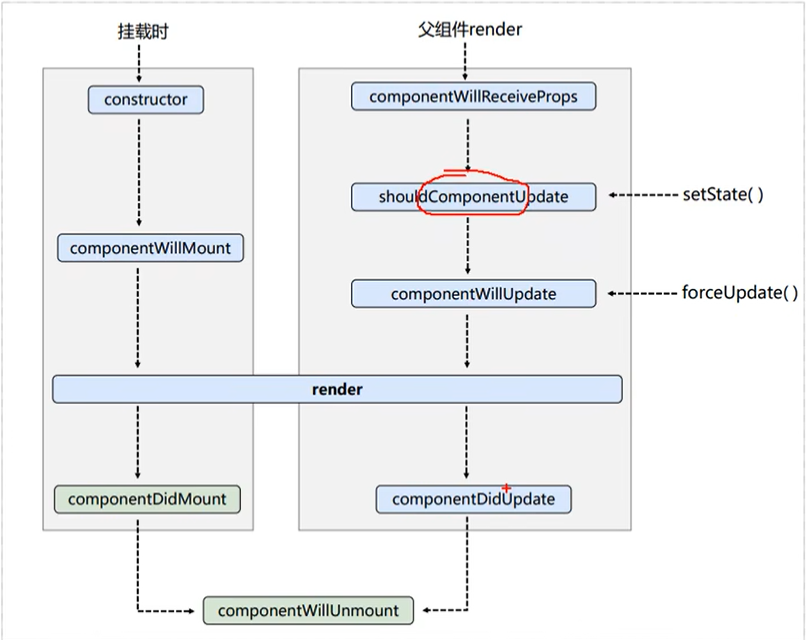 挂载时
父组件render
constructor
componentWillReceiveProps
shouldComponentUpdate
setState( )
componentWillMount
componentWillUpdate
forceUpdate( )
render
componentDidMount
componentDidUpdate
componentWillUnmount